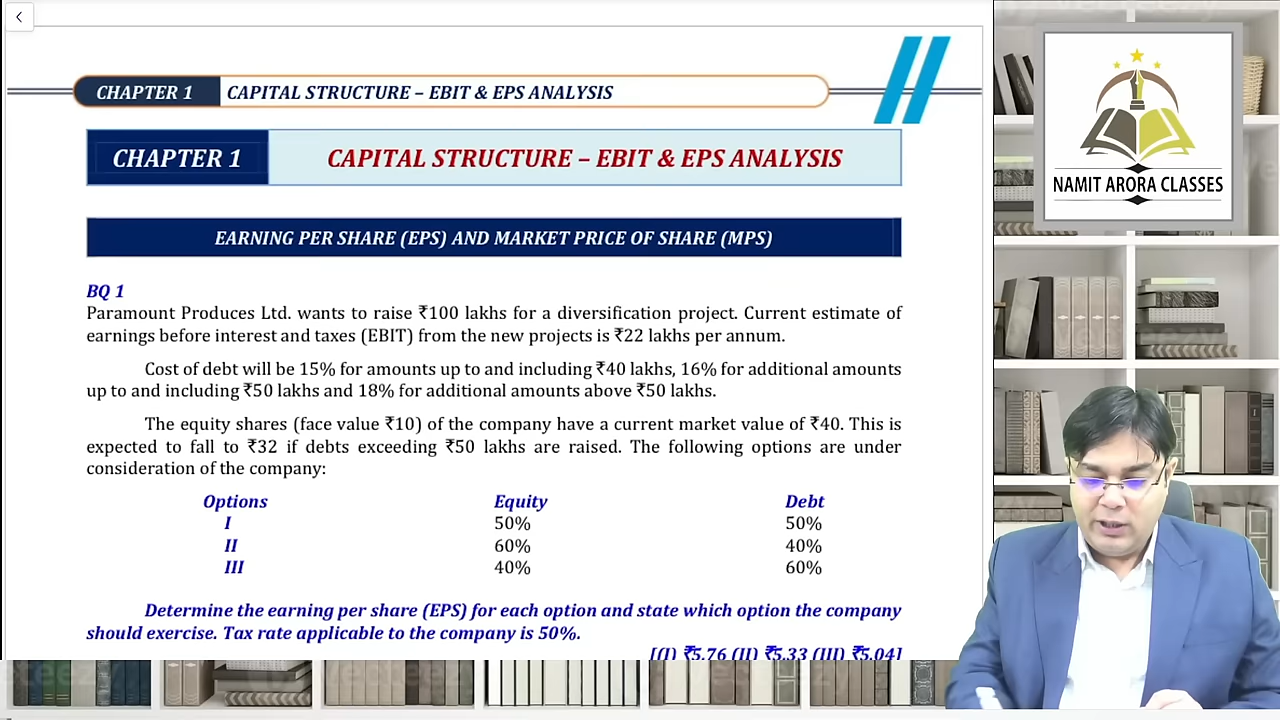 CHAPTER 1 CAPITAL STRUCTURE – EBIT & EPS ANALYSIS
CHAPTER 1 CAPITAL STRUCTURE – EBIT & EPS ANALYSIS
EARNING PER SHARE (EPS) AND MARKET PRICE OF SHARE (MPS)
BQ 1
Paramount Produces Ltd. wants to raise ₹100 lakhs for a diversification project. Current estimate of
earnings before interest and taxes (EBIT) from the new projects is ₹22 lakhs per annum.
Cost of debt will be 15% for amounts up to and including ₹40 lakhs, 16% for additional amounts
up to and including ₹50 lakhs and 18% for additional amounts above ₹50 lakhs.
The equity shares (face value ₹10) of the company have a current market value of ₹40. This is
expected to fall to ₹32 if debts exceeding ₹50 lakhs are raised. The following options are under
consideration of the company:
Options Equity Debt
I 50% 50%
II 60% 40%
III 40% 60%
Determine the earning per share (EPS) for each option and state which option the company
should exercise. Tax rate applicable to the company is 50%.
[(I) ₹5.76 (II) ₹5.33 (III) ₹5.04]
NAMIT ARORA CLASSES